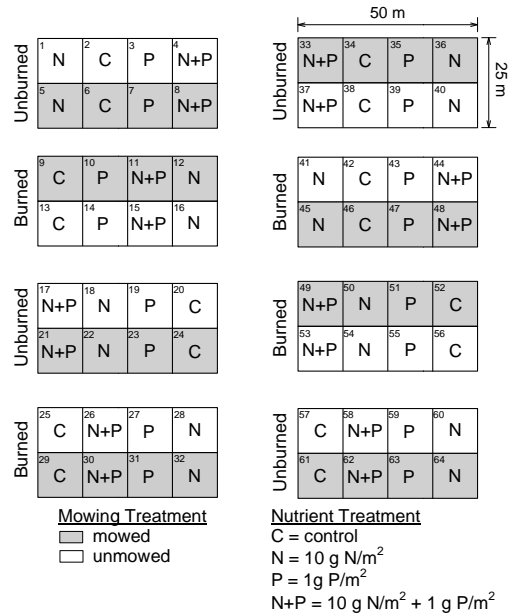 50 m
25 m
Unburned
1 N 2 C 3 P 4 N+P
5 N 6 C 7 P 8 N+P
Burned
9 C 10 P 11 N+P 12 N
13 C 14 P 15 N+P 16 N
Unburned
17 N+P 18 N 19 P 20 C
21 N+P 22 N 23 P 24 C
Burned
25 C 26 N+P 27 P 28 N
29 C 30 N+P 31 P 32 N
Unburned
33 N+P 34 C 35 P 36 N
37 N+P 38 C 39 P 40 N
Burned
41 N 42 C 43 P 44 N+P
45 N 46 C 47 P 48 N+P
Burned
49 N+P 50 N 51 P 52 C
53 N+P 54 N 55 P 56 C
Unburned
57 C 58 N+P 59 P 60 N
61 C 62 N+P 63 P 64 N
Mowing Treatment
mowed
unmowed
Nutrient Treatment
C = control
N = 10 g N/m²
P = 1g P/m²
N+P = 10 g N/m² + 1 g P/m²